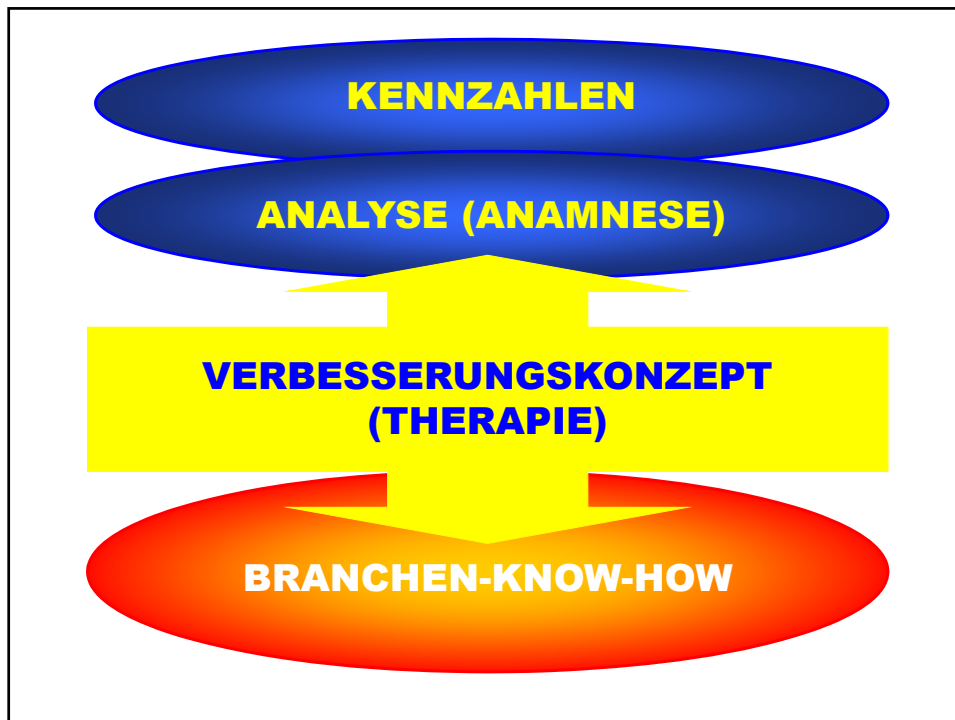 KENNZAHLEN
ANALYSE (ANAMNESE)
VERBESSERUNGSKONZEPT
(THERAPIE)
BRANCHEN-KNOW-HOW